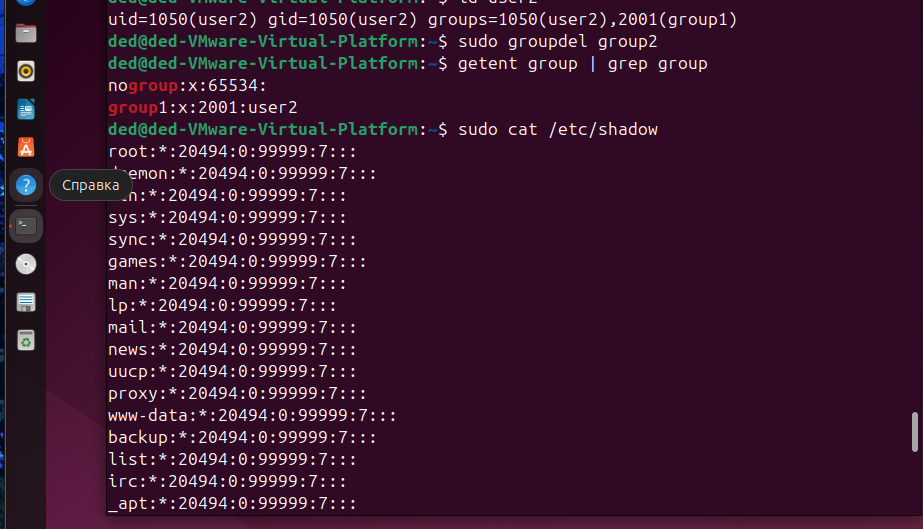 uid=1050(user2) gid=1050(user2) groups=1050(user2),2001(group1)
ded@ded-VMware-Virtual-Platform:~$ sudo groupdel group2
ded@ded-VMware-Virtual-Platform:~$ getent group | grep group
nogroup:x:65534:
group1:x:2001:user2
ded@ded-VMware-Virtual-Platform:~$ sudo cat /etc/shadow
root:*:20494:0:99999:7:::
daemon:*:20494:0:99999:7:::
Справка
:*:20494:0:99999:7:::
sys:*:20494:0:99999:7:::
sync:*:20494:0:99999:7:::
games:*:20494:0:99999:7:::
man:*:20494:0:99999:7:::
lp:*:20494:0:99999:7:::
mail:*:20494:0:99999:7:::
news:*:20494:0:99999:7:::
uucp:*:20494:0:99999:7:::
proxy:*:20494:0:99999:7:::
www-data:*:20494:0:99999:7:::
backup:*:20494:0:99999:7:::
list:*:20494:0:99999:7:::
irc:*:20494:0:99999:7:::
_apt:*:20494:0:99999:7:::